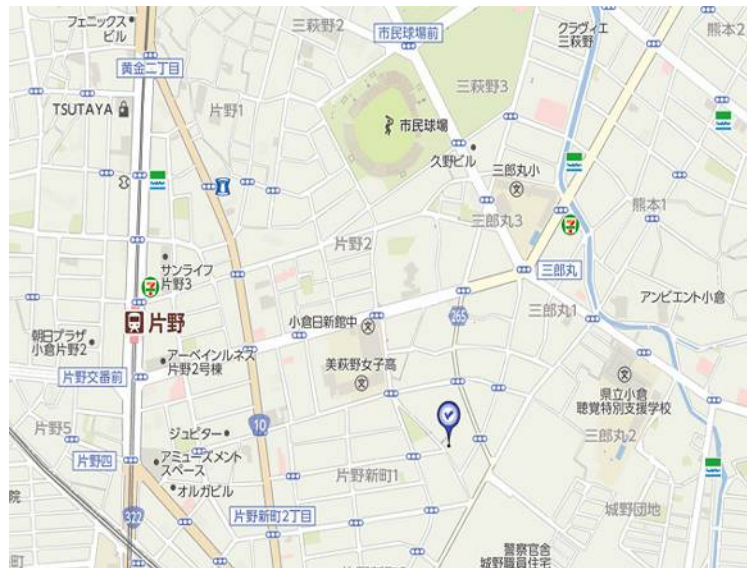 フェニックス
ビル
三萩野2
市民球場前
クラヴィエ
三萩野
熊本2
黄金二丁目
TSUTAYA
片野1
三萩野3
市民球場
久野ビル
三郎丸小
文
三郎丸3
熊本1
片野2
サンライフ
片野3
三郎丸
片野
小倉日新館中
文
265
三郎丸1
アンビエント小倉
朝日プラザ
小倉片野2
アーベインルネス
片野2号棟
美萩野女子高
文
片野交番前
文
県立小倉
聴覚特別支援学校
10
片野5
ジュピター
三郎丸2
片野四
アミューズメント
スペース
片野新町1
オルガビル
城野団地
院
322
片野新町2丁目
警察官舎
城野職員住宅
町